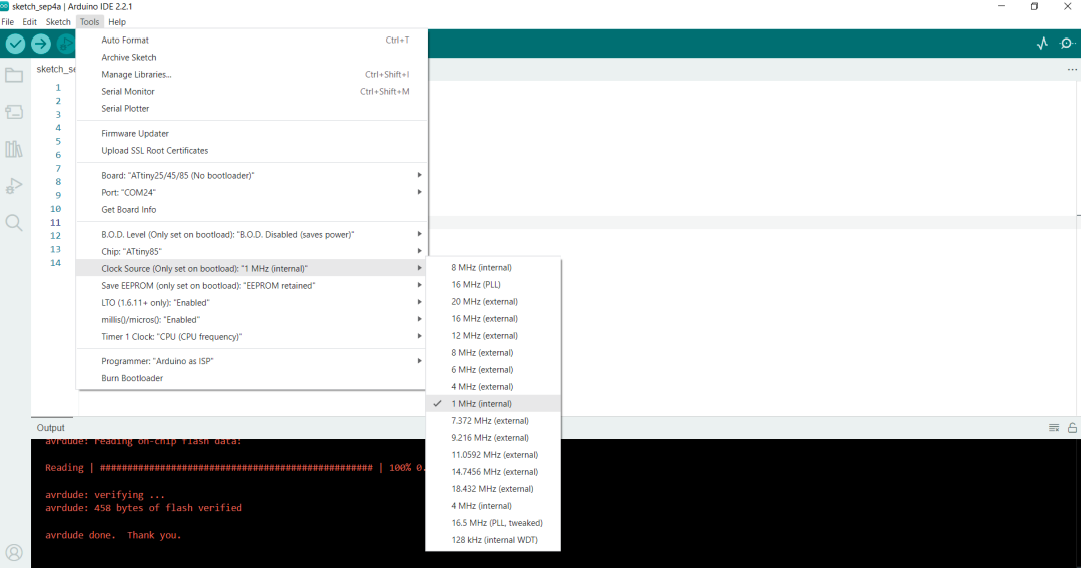 sketch_sep4a | Arduino IDE 2.2.1
File Edit Sketch Tools Help
sketch_se
1
2
3
4
5
6
7
8
9
10
11
12
13
14
Auto Format Ctrl+T
Archive Sketch
Manage Libraries... Ctrl+Shift+I
Serial Monitor Ctrl+Shift+M
Serial Plotter
Firmware Updater
Upload SSL Root Certificates
Board: "ATtiny25/45/85 (No bootloader)"
Port: "COM24"
Get Board Info
B.O.D. Level (Only set on bootload): "B.O.D. Disabled (saves power)"
Chip: "ATtiny85"
Clock Source (Only set on bootload): "1 MHz (internal)"
Save EEPROM (only set on bootload): "EEPROM retained"
LTO (1.6.11+ only): "Enabled"
millis()/micros(): "Enabled"
Timer 1 Clock: "CPU (CPU frequency)"
Programmer: "Arduino as ISP"
Burn Bootloader
8 MHz (internal)
16 MHz (PLL)
20 MHz (external)
16 MHz (external)
12 MHz (external)
8 MHz (external)
6 MHz (external)
4 MHz (external)
1 MHz (internal)
7.372 MHz (external)
9.216 MHz (external)
11.0592 MHz (external)
14.7456 MHz (external)
18.432 MHz (external)
4 MHz (internal)
16.5 MHz (PLL, tweaked)
128 kHz (internal WDT)
Output
avrdude: reading on-chip flash data:
Reading | ################################################## | 100% 0.
avrdude: verifying ...
avrdude: 458 bytes of flash verified
avrdude done.  Thank you.